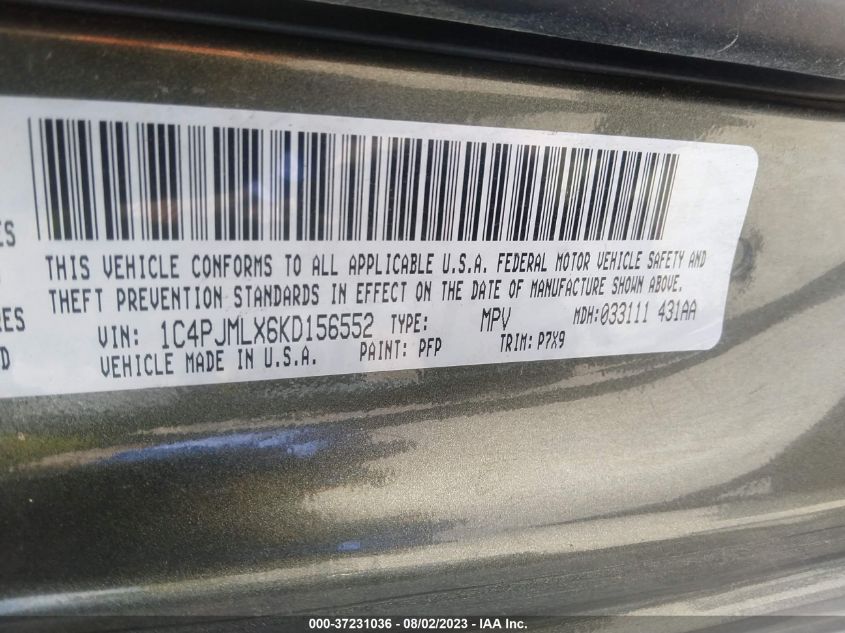 ES
THIS VEHICLE CONFORMS TO ALL APPLICABLE U.S.A. FEDERAL MOTOR VEHICLE SAFETY AND
THEFT PREVENTION STANDARDS IN EFFECT ON THE DATE OF MANUFACTURE SHOWN ABOVE.
RES
VIN: 1C4PJMLX6KD156552 TYPE: MPV MDH:033111 431AA
D
VEHICLE MADE IN U.S.A. PAINT: PFP TRIM: P7X9
000-37231036 - 08/02/2023 - IAA Inc.